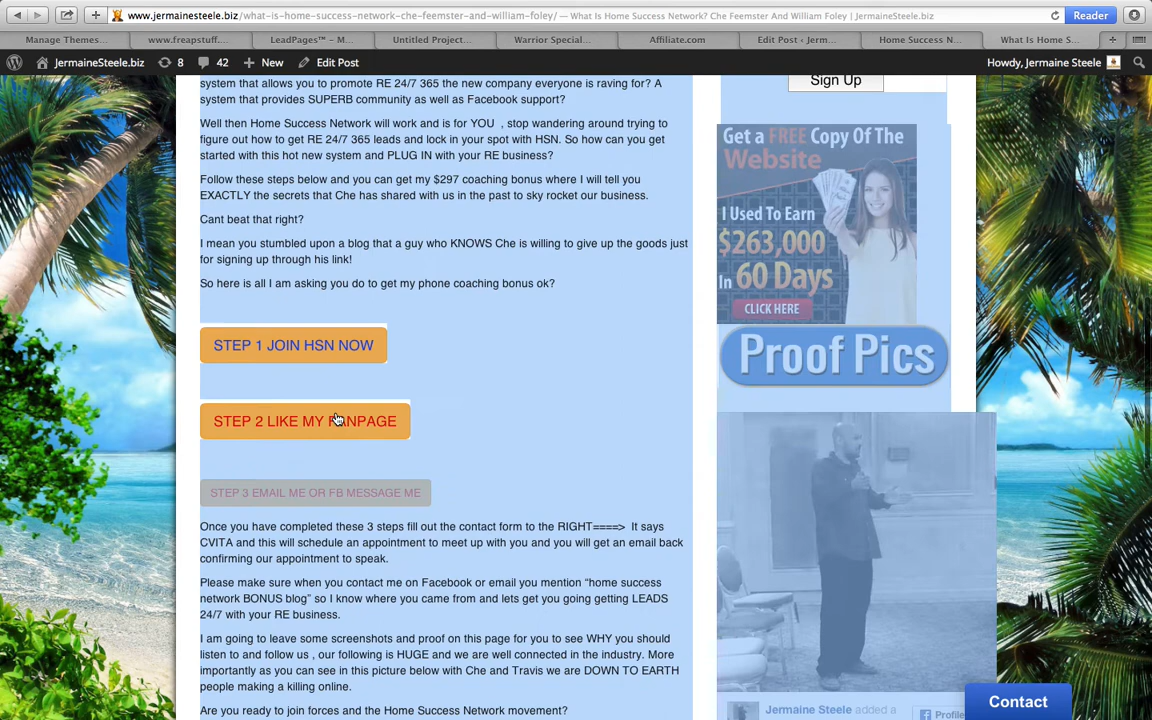 www.jermainesteele.biz/what-is-home-success-network-che-feemster-and-william-foley/ — What Is Home Success Network? Che Feemster And William Foley | JermaineSteele.biz
Reader
Manage Themes...
www.freapstuff....
LeadPages™ – M...
Untitled Project...
Warrior Special...
Affiliate.com
Edit Post ‹ Jerm...
Home Success N...
What Is Home S...
JermaineSteele.biz
8
42
New
Edit Post
Howdy, Jermaine Steele
system that allows you to promote RE 24/7 365 the new company everyone is raving for? A
system that provides SUPERB community as well as Facebook support?
Well then Home Success Network will work and is for YOU , stop wandering around trying to
figure out how to get RE 24/7 365 leads and lock in your spot with HSN. So how can you get
started with this hot new system and PLUG IN with your RE business?
Follow these steps below and you can get my $297 coaching bonus where I will tell you
EXACTLY the secrets that Che has shared with us in the past to sky rocket our business.
Cant beat that right?
I mean you stumbled upon a blog that a guy who KNOWS Che is willing to give up the goods just
for signing up through his link!
So here is all I am asking you do to get my phone coaching bonus ok?
STEP 1 JOIN HSN NOW
STEP 2 LIKE MY FANPAGE
STEP 3 EMAIL ME OR FB MESSAGE ME
Once you have completed these 3 steps fill out the contact form to the RIGHT====> It says
CVITA and this will schedule an appointment to meet up with you and you will get an email back
confirming our appointment to speak.
Please make sure when you contact me on Facebook or email you mention “home success
network BONUS blog” so I know where you came from and lets get you going getting LEADS
24/7 with your RE business.
I am going to leave some screenshots and proof on this page for you to see WHY you should
listen to and follow us , our following is HUGE and we are well connected in the industry. More
importantly as you can see in this picture below with Che and Travis we are DOWN TO EARTH
people making a killing online.
Are you ready to join forces and the Home Success Network movement?
Sign Up
Get a FREE Copy Of The
Website
I Used To Earn
$263,000
In 60 Days
CLICK HERE
Proof Pics
Jermaine Steele added a
Profile
Contact